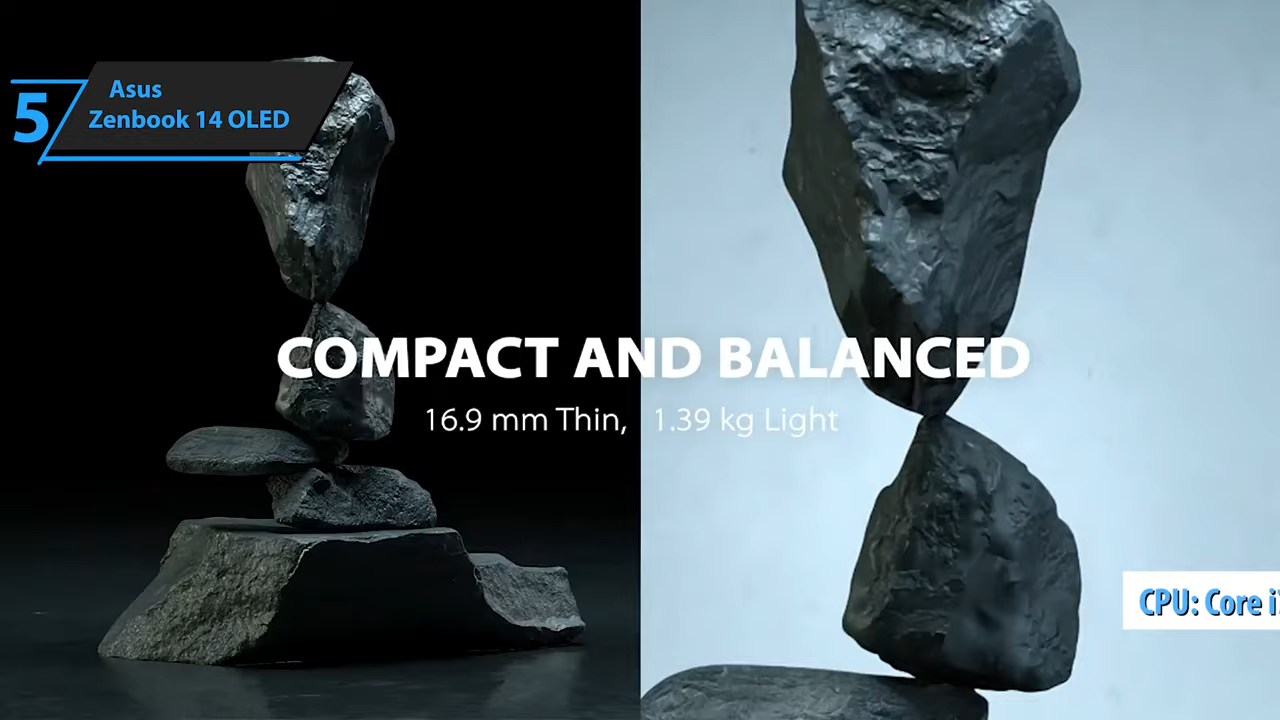 5
Asus
Zenbook 14 OLED
COMPACT AND BALANCED
16.9 mm Thin, 1.39 kg Light
CPU: Core